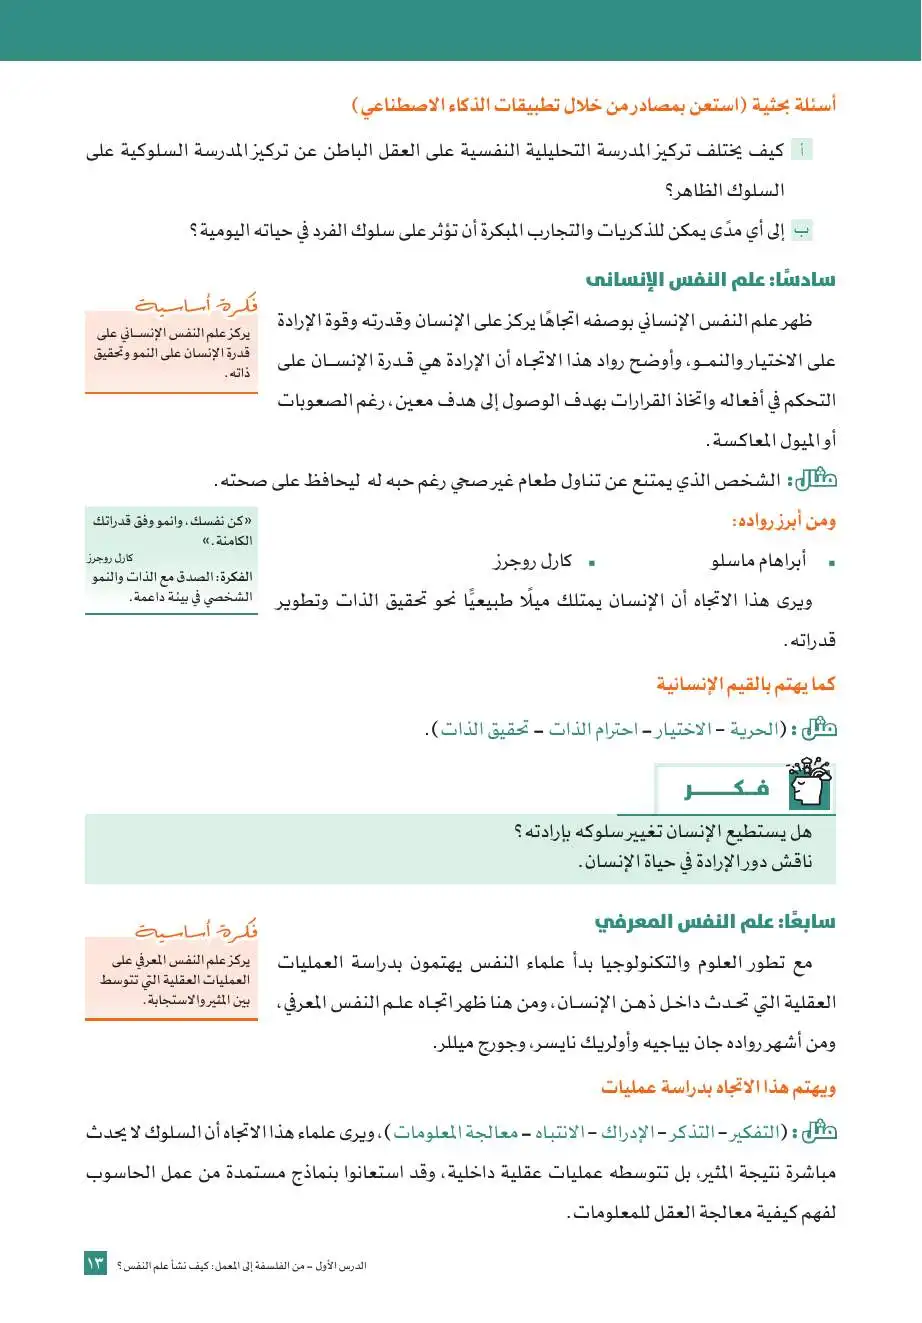 أسئلة بحثية (استعن بمصادر من خلال تطبيقات الذكاء الاصطناعي)
أ كيف يختلف تركيز المدرسة التحليلية النفسية على العقل الباطن عن تركيز المدرسة السلوكية على
السلوك الظاهر؟
ب إلى أي مدًى يمكن للذكريات والتجارب المبكرة أن تؤثر على سلوك الفرد في حياته اليومية؟
سادسًا: علم النفس الإنسانى
ظهر علم النفس الإنساني بوصفه اتجاهًا يركز على الإنسان وقدرته وقوة الإرادة
على الاختيار والنمو، وأوضح رواد هذا الاتجاه أن الإرادة هي قدرة الإنسان على
التحكم في أفعاله واتخاذ القرارات بهدف الوصول إلى هدف معين، رغم الصعوبات
أو الميول المعاكسة.
فكرة أساسية
يركز علم النفس الإنساني على
قدرة الإنسان على النمو وتحقيق
ذاته.
مثال: الشخص الذي يمتنع عن تناول طعام غير صحي رغم حبه له ليحافظ على صحته.
ومن أبرز رواده:
▪ أبراهام ماسلو ▪ كارل روجرز
ويرى هذا الاتجاه أن الإنسان يمتلك ميلًا طبيعيًّا نحو تحقيق الذات وتطوير
قدراته.
«كن نفسك، وانمو وفق قدراتك
الكامنة.»
كارل روجرز
الفكرة: الصدق مع الذات والنمو
الشخصي في بيئة داعمة.
كما يهتم بالقيم الإنسانية
مثل: (الحرية – الاختيار – احترام الذات – تحقيق الذات).
فكر
هل يستطيع الإنسان تغيير سلوكه بإرادته؟
ناقش دور الإرادة في حياة الإنسان.
سابعًا: علم النفس المعرفي
مع تطور العلوم والتكنولوجيا بدأ علماء النفس يهتمون بدراسة العمليات
العقلية التي تحدث داخل ذهن الإنسان، ومن هنا ظهر اتجاه علم النفس المعرفي،
ومن أشهر رواده جان بياجيه وأولريك نايسر، وجورج ميللر.
فكرة أساسية
يركز علم النفس المعرفي على
العمليات العقلية التي تتوسط
بين المثير والاستجابة.
ويهتم هذا الاتجاه بدراسة عمليات
مثل: (التفكير – التذكر – الإدراك – الانتباه – معالجة المعلومات)، ويرى علماء هذا الاتجاه أن السلوك لا يحدث
مباشرة نتيجة المثير، بل تتوسطه عمليات عقلية داخلية، وقد استعانوا بنماذج مستمدة من عمل الحاسوب
لفهم كيفية معالجة العقل للمعلومات.
الدرس الأول – من الفلسفة إلى المعمل: كيف نشأ علم النفس؟ ١٣